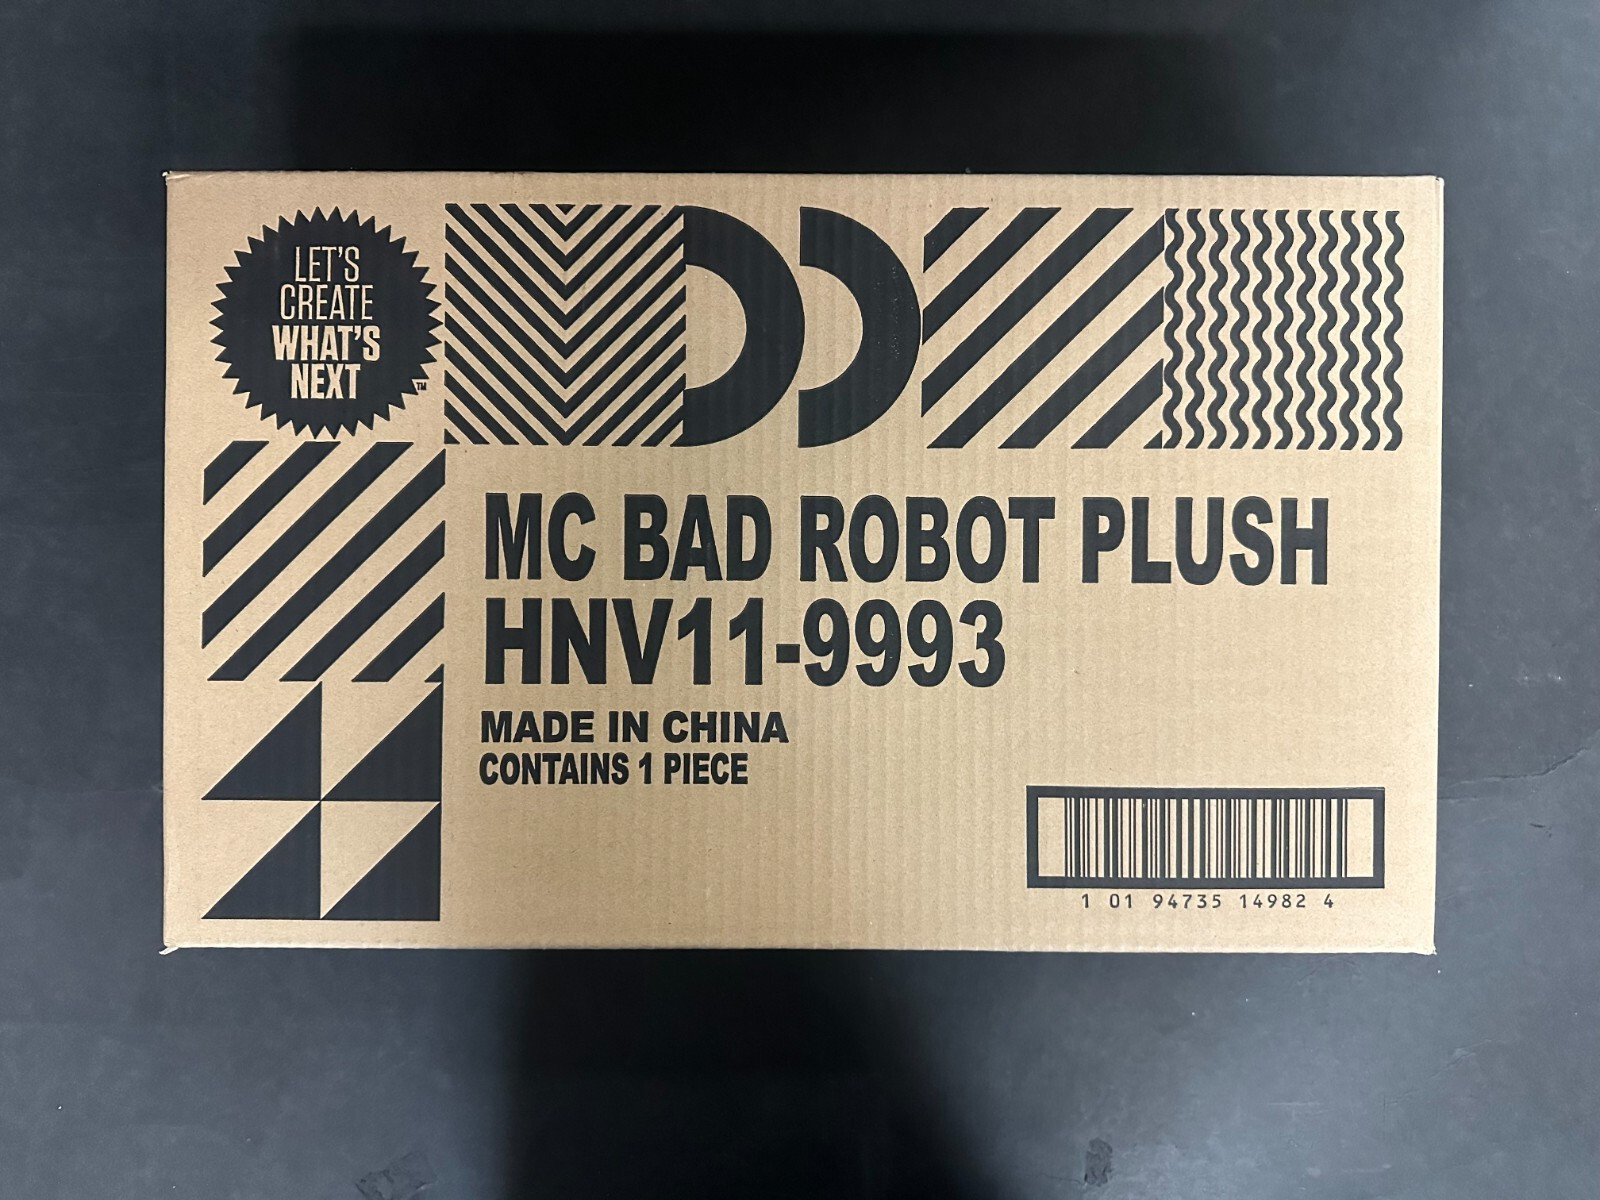 LET'S
CREATE
WHAT'S
NEXT
™
MC BAD ROBOT PLUSH
HNV11-9993
MADE IN CHINA
CONTAINS 1 PIECE
1 01 94735 14982 4